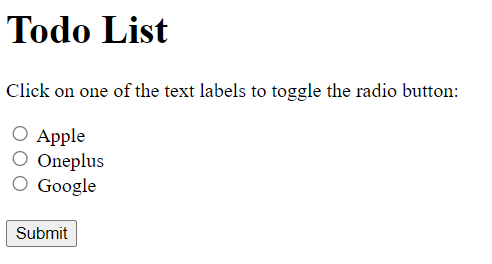 Todo List
Click on one of the text labels to toggle the radio button:
Apple
Oneplus
Google
Submit